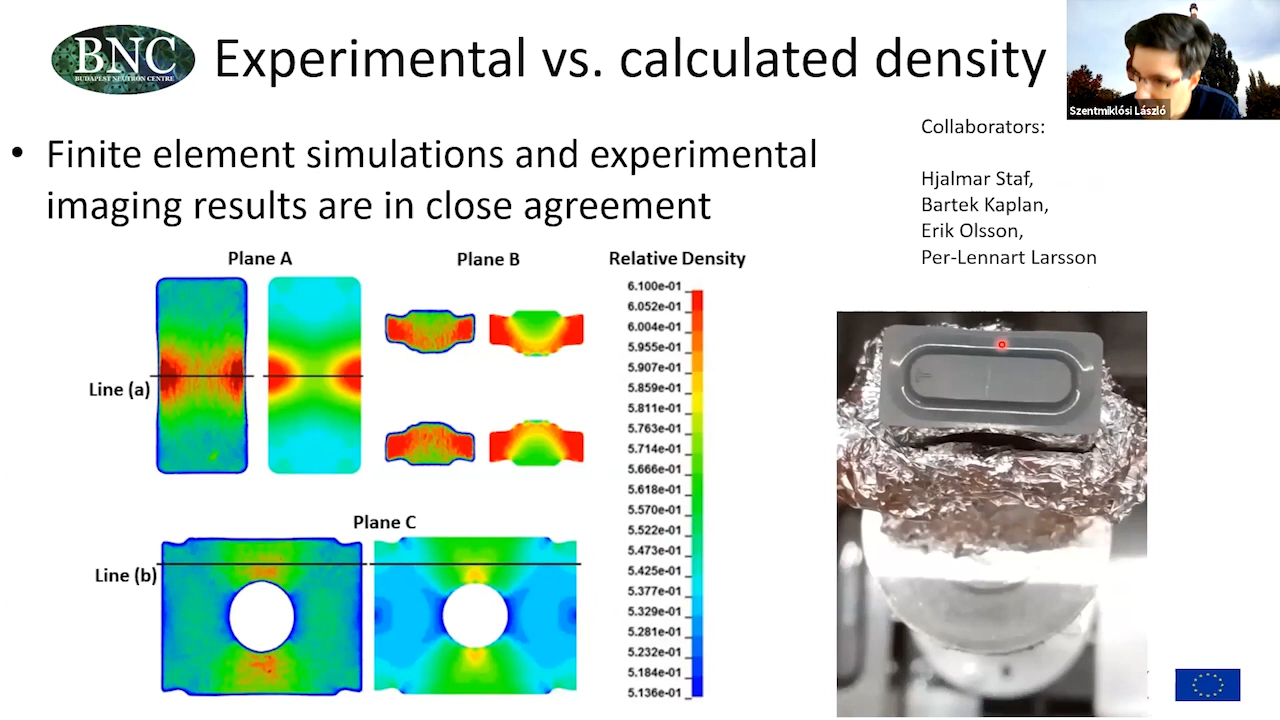 BNC
BUDAPEST NEUTRON CENTRE
Experimental vs. calculated density
Szentmiklósi László
• Finite element simulations and experimental
imaging results are in close agreement
Collaborators:
Hjalmar Staf,
Bartek Kaplan,
Erik Olsson,
Per-Lennart Larsson
Plane A
Plane B
Relative Density
Line (a)
Plane C
Line (b)
6.100e-01
6.052e-01
6.004e-01
5.955e-01
5.907e-01
5.859e-01
5.811e-01
5.763e-01
5.714e-01
5.666e-01
5.618e-01
5.570e-01
5.522e-01
5.473e-01
5.425e-01
5.377e-01
5.329e-01
5.281e-01
5.232e-01
5.184e-01
5.136e-01